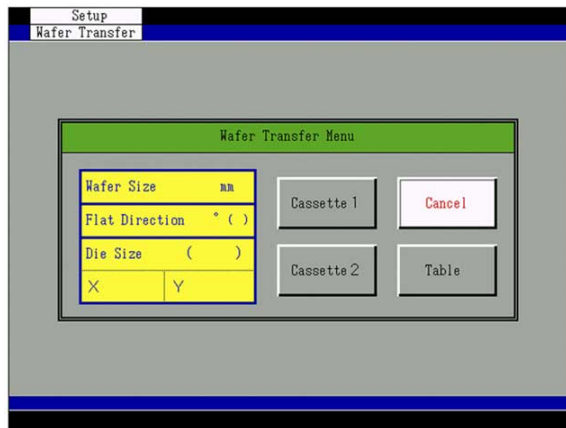 Setup
Wafer Transfer
Wafer Transfer Menu
Wafer Size mm
Flat Direction ° ( )
Die Size ( )
X Y
Cassette 1
Cancel
Cassette 2
Table